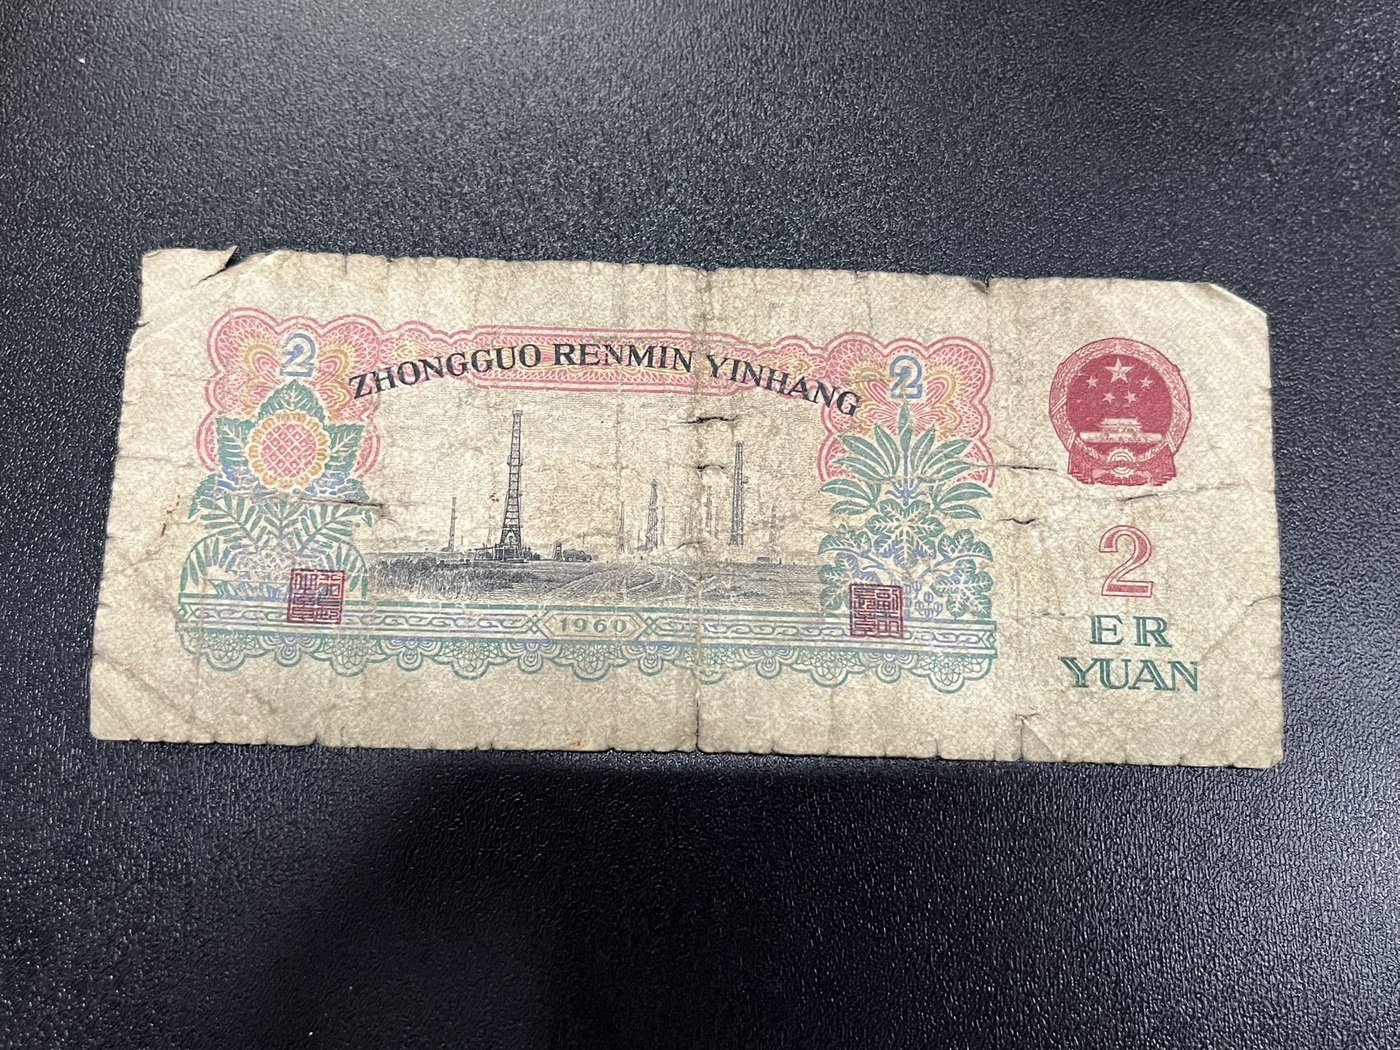 2
ZHONGGUO RENMIN YINHANG
2
2
ER
YUAN
1960